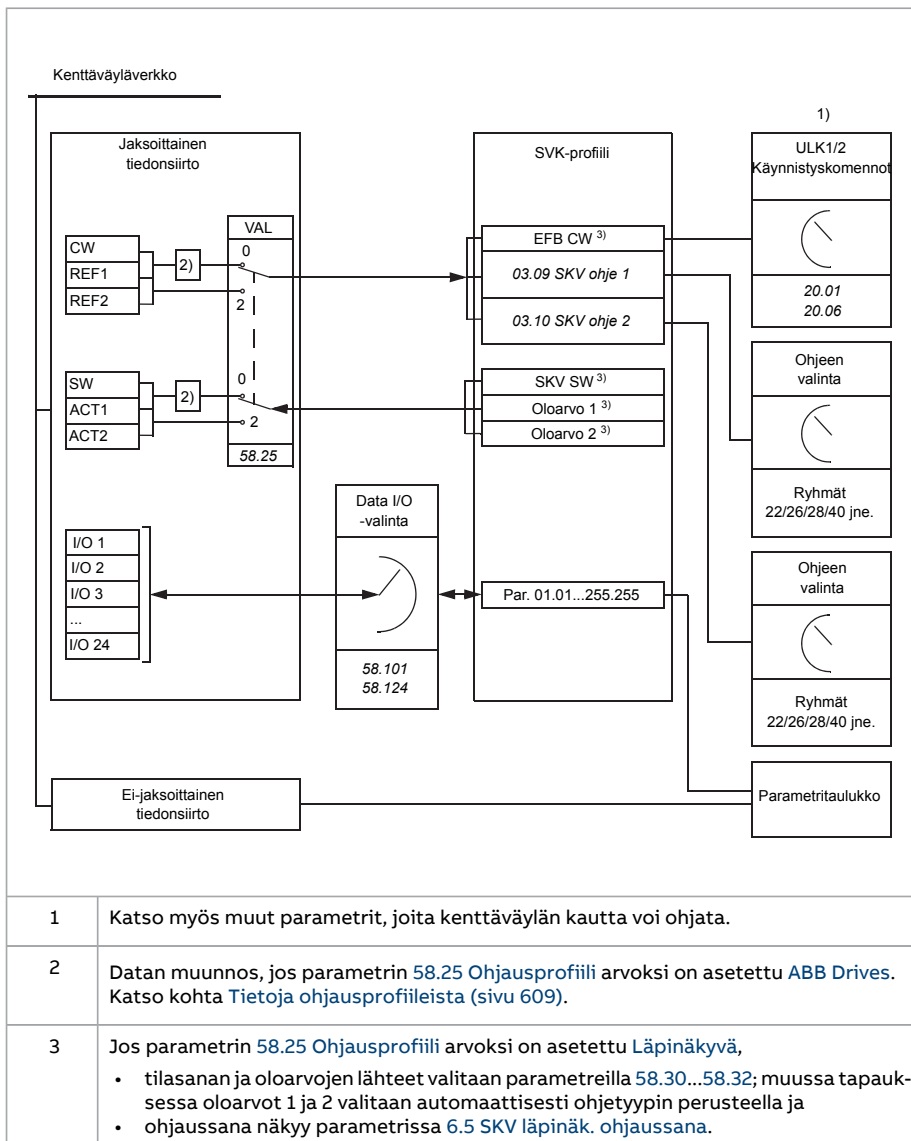 Kenttäväyläverkko
Jaksoittainen
tiedonsiirto
CW
REF1
REF2
2)
VAL
0
2
SW
ACT1
ACT2
2)
0
2
58.25
I/O 1
I/O 2
I/O 3
...
I/O 24
Data I/O
-valinta
58.101
58.124
SVK-profiili
EFB CW 3)
03.09 SKV ohje 1
03.10 SKV ohje 2
SKV SW 3)
Oloarvo 1 3)
Oloarvo 2 3)
Par. 01.01...255.255
1)
ULK1/2
Käynnistyskomennot
20.01
20.06
Ohjeen
valinta
Ryhmät
22/26/28/40 jne.
Ohjeen
valinta
Ryhmät
22/26/28/40 jne.
Ei-jaksoittainen
tiedonsiirto
Parametritaulukko
1 Katso myös muut parametrit, joita kenttäväylän kautta voi ohjata.
2 Datan muunnos, jos parametrin 58.25 Ohjausprofiili arvoksi on asetettu ABB Drives.
Katso kohta Tietoja ohjausprofiileista (sivu 609).
3 Jos parametrin 58.25 Ohjausprofiili arvoksi on asetettu Läpinäkyvä,
• tilasanan ja oloarvojen lähteet valitaan parametreilla 58.30...58.32; muussa tapauk-
sessa oloarvot 1 ja 2 valitaan automaattisesti ohjetyypin perusteella ja
• ohjaussana näkyy parametrissa 6.5 SKV läpinäk. ohjaussana.